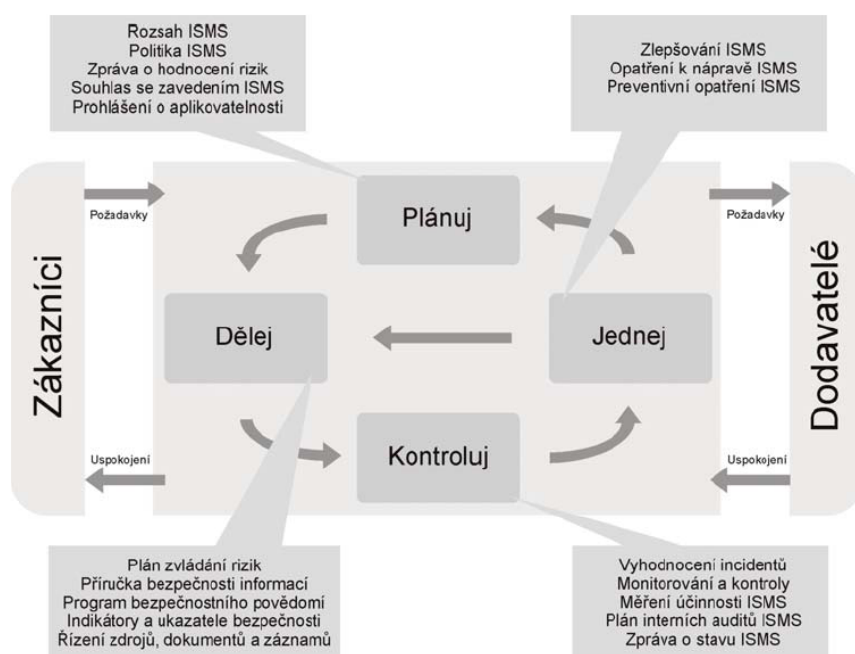 Rozsah ISMS
Politika ISMS
Zpráva o hodnocení rizik
Souhlas se zavedením ISMS
Prohlášení o aplikovatelnosti
Zlepšování ISMS
Opatření k nápravě ISMS
Preventivní opatření ISMS
Zákazníci
Požadavky
Plánuj
Požadavky
Dodavatelé
Dělej
Jednej
Kontroluj
Uspokojení
Uspokojení
Plán zvládání rizik
Příručka bezpečnosti informací
Program bezpečnostního povědomí
Indikátory a ukazatele bezpečnosti
Řízení zdrojů, dokumentů a záznamů
Vyhodnocení incidentů
Monitorování a kontroly
Měření účinnosti ISMS
Plán interních auditů ISMS
Zpráva o stavu ISMS